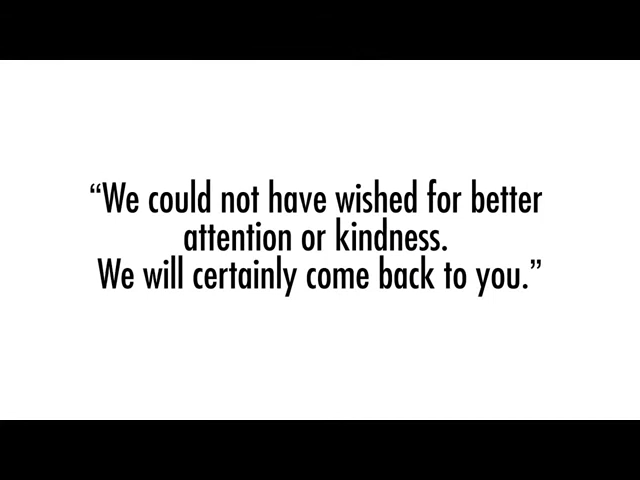 “We could not have wished for better
attention or kindness.
We will certainly come back to you.”